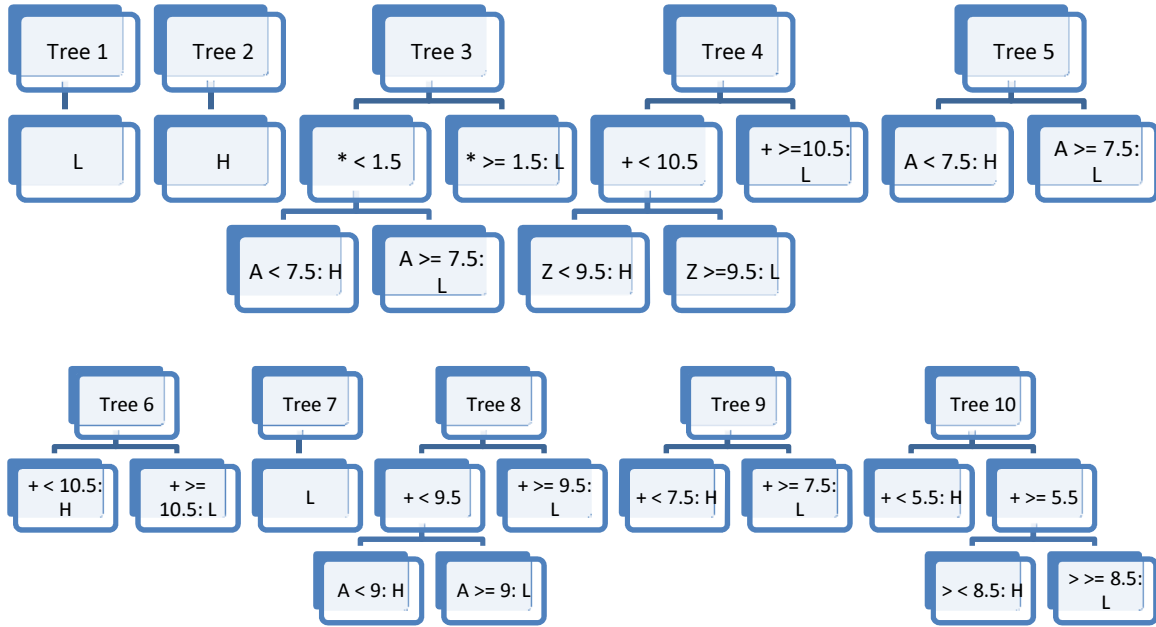 Tree 1
Tree 2
Tree 3
Tree 4
Tree 5
L
H
* < 1.5
* >= 1.5: L
+ < 10.5
+ >=10.5:
L
A < 7.5: H
A >= 7.5:
L
A < 7.5: H
A >= 7.5:
L
Z < 9.5: H
Z >=9.5: L
Tree 6
Tree 7
Tree 8
Tree 9
Tree 10
+ < 10.5:
H
+ >=
10.5: L
L
+ < 9.5
+ >= 9.5:
L
+ < 7.5: H
+ >= 7.5:
L
+ < 5.5: H
+ >= 5.5
A < 9: H
A >= 9: L
> < 8.5: H
> >= 8.5:
L